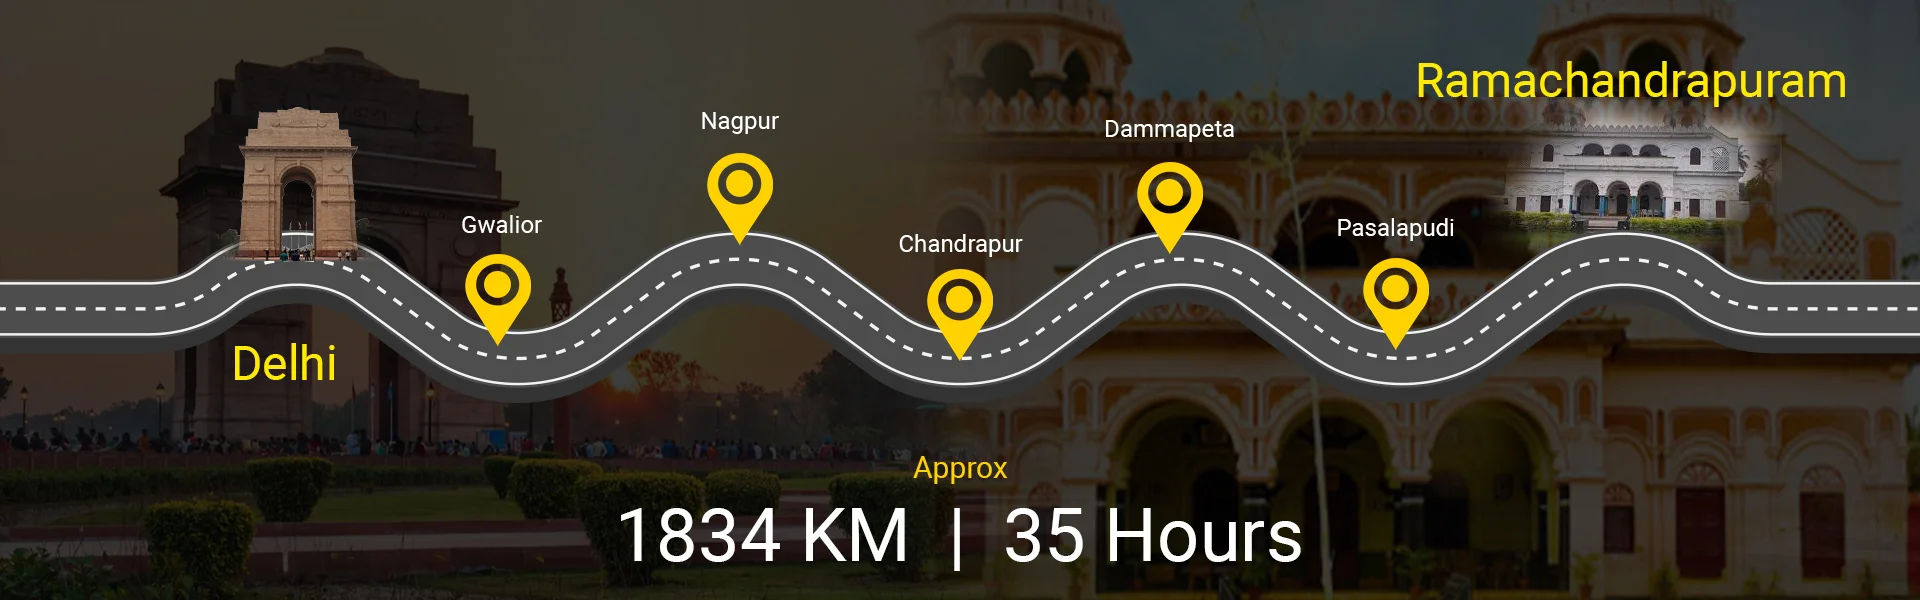 Ramachandrapuram
Nagpur
Dammapeta
Gwalior
Chandrapur
Pasalapudi
Delhi
Approx
1834 KM | 35 Hours